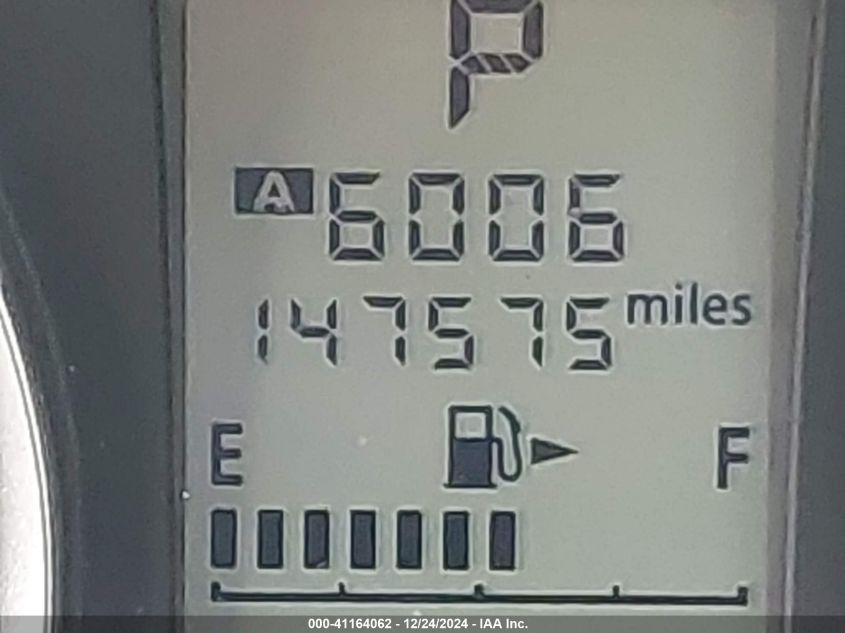 P
A 6006
147575 miles
E F
000-41164062 - 12/24/2024 - IAA Inc.